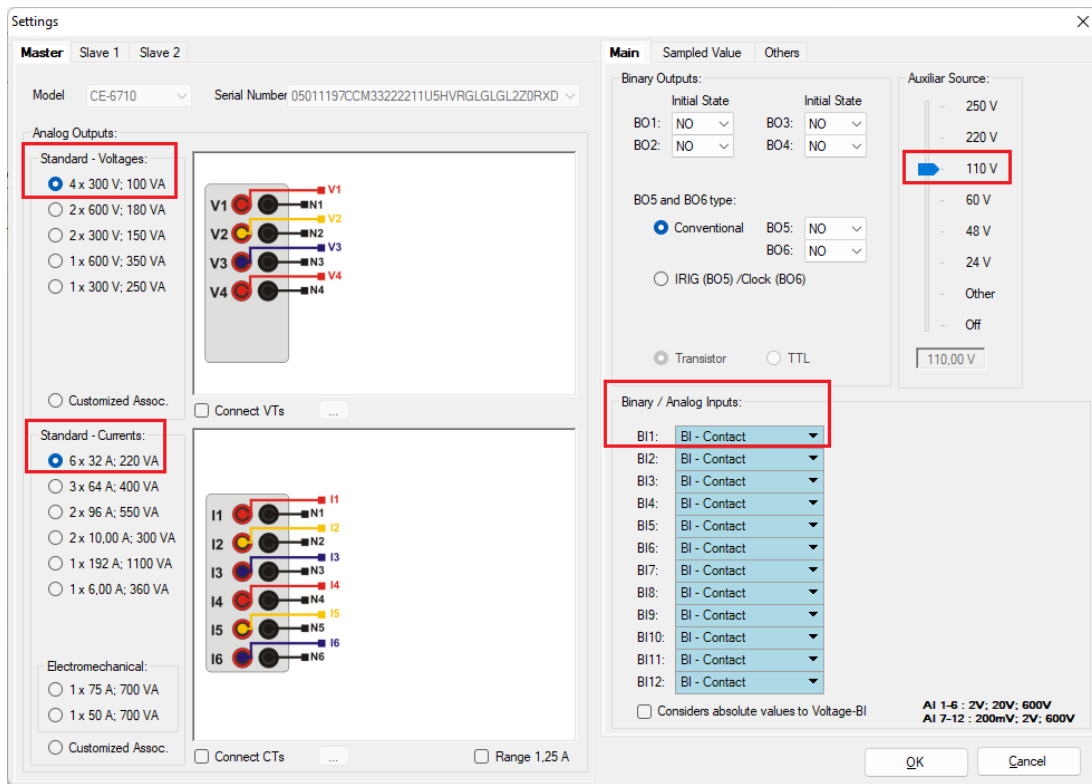 Settings
Master Slave 1 Slave 2
Model CE-6710 Serial Number 05011197CCM33222211U5HVRGLGLGL2Z0RXD
Analog Outputs:
Standard - Voltages:
4 x 300 V; 100 VA
2 x 600 V; 180 VA
2 x 300 V; 150 VA
1 x 600 V; 350 VA
1 x 300 V; 250 VA
Customized Assoc.
V1 V1
N1
V2 V2
N2
V3 V3
N3
V4 V4
N4
Connect VTs ...
Standard - Currents:
6 x 32 A; 220 VA
3 x 64 A; 400 VA
2 x 96 A; 550 VA
2 x 10,00 A; 300 VA
1 x 192 A; 1100 VA
1 x 6,00 A; 360 VA
Electromechanical:
1 x 75 A; 700 VA
1 x 50 A; 700 VA
Customized Assoc.
I1 I1
N1
I2 I2
N2
I3 I3
N3
I4 I4
N4
I5 I5
N5
I6 I6
N6
Connect CTs ... Range 1,25 A
Main Sampled Value Others
Binary Outputs:
Initial State Initial State
BO1: NO BO3: NO
BO2: NO BO4: NO
BO5 and BO6 type:
Conventional BO5: NO
BO6: NO
IRIG (BO5) /Clock (BO6)
Transistor TTL
Auxiliar Source:
250 V
220 V
110 V
60 V
48 V
24 V
Other
Off
110,00 V
Binary / Analog Inputs:
BI1: BI - Contact
BI2: BI - Contact
BI3: BI - Contact
BI4: BI - Contact
BI5: BI - Contact
BI6: BI - Contact
BI7: BI - Contact
BI8: BI - Contact
BI9: BI - Contact
BI10: BI - Contact
BI11: BI - Contact
BI12: BI - Contact
Considers absolute values to Voltage-BI
AI 1-6 : 2V; 20V; 600V
AI 7-12 : 200mV; 2V; 600V
OK Cancel